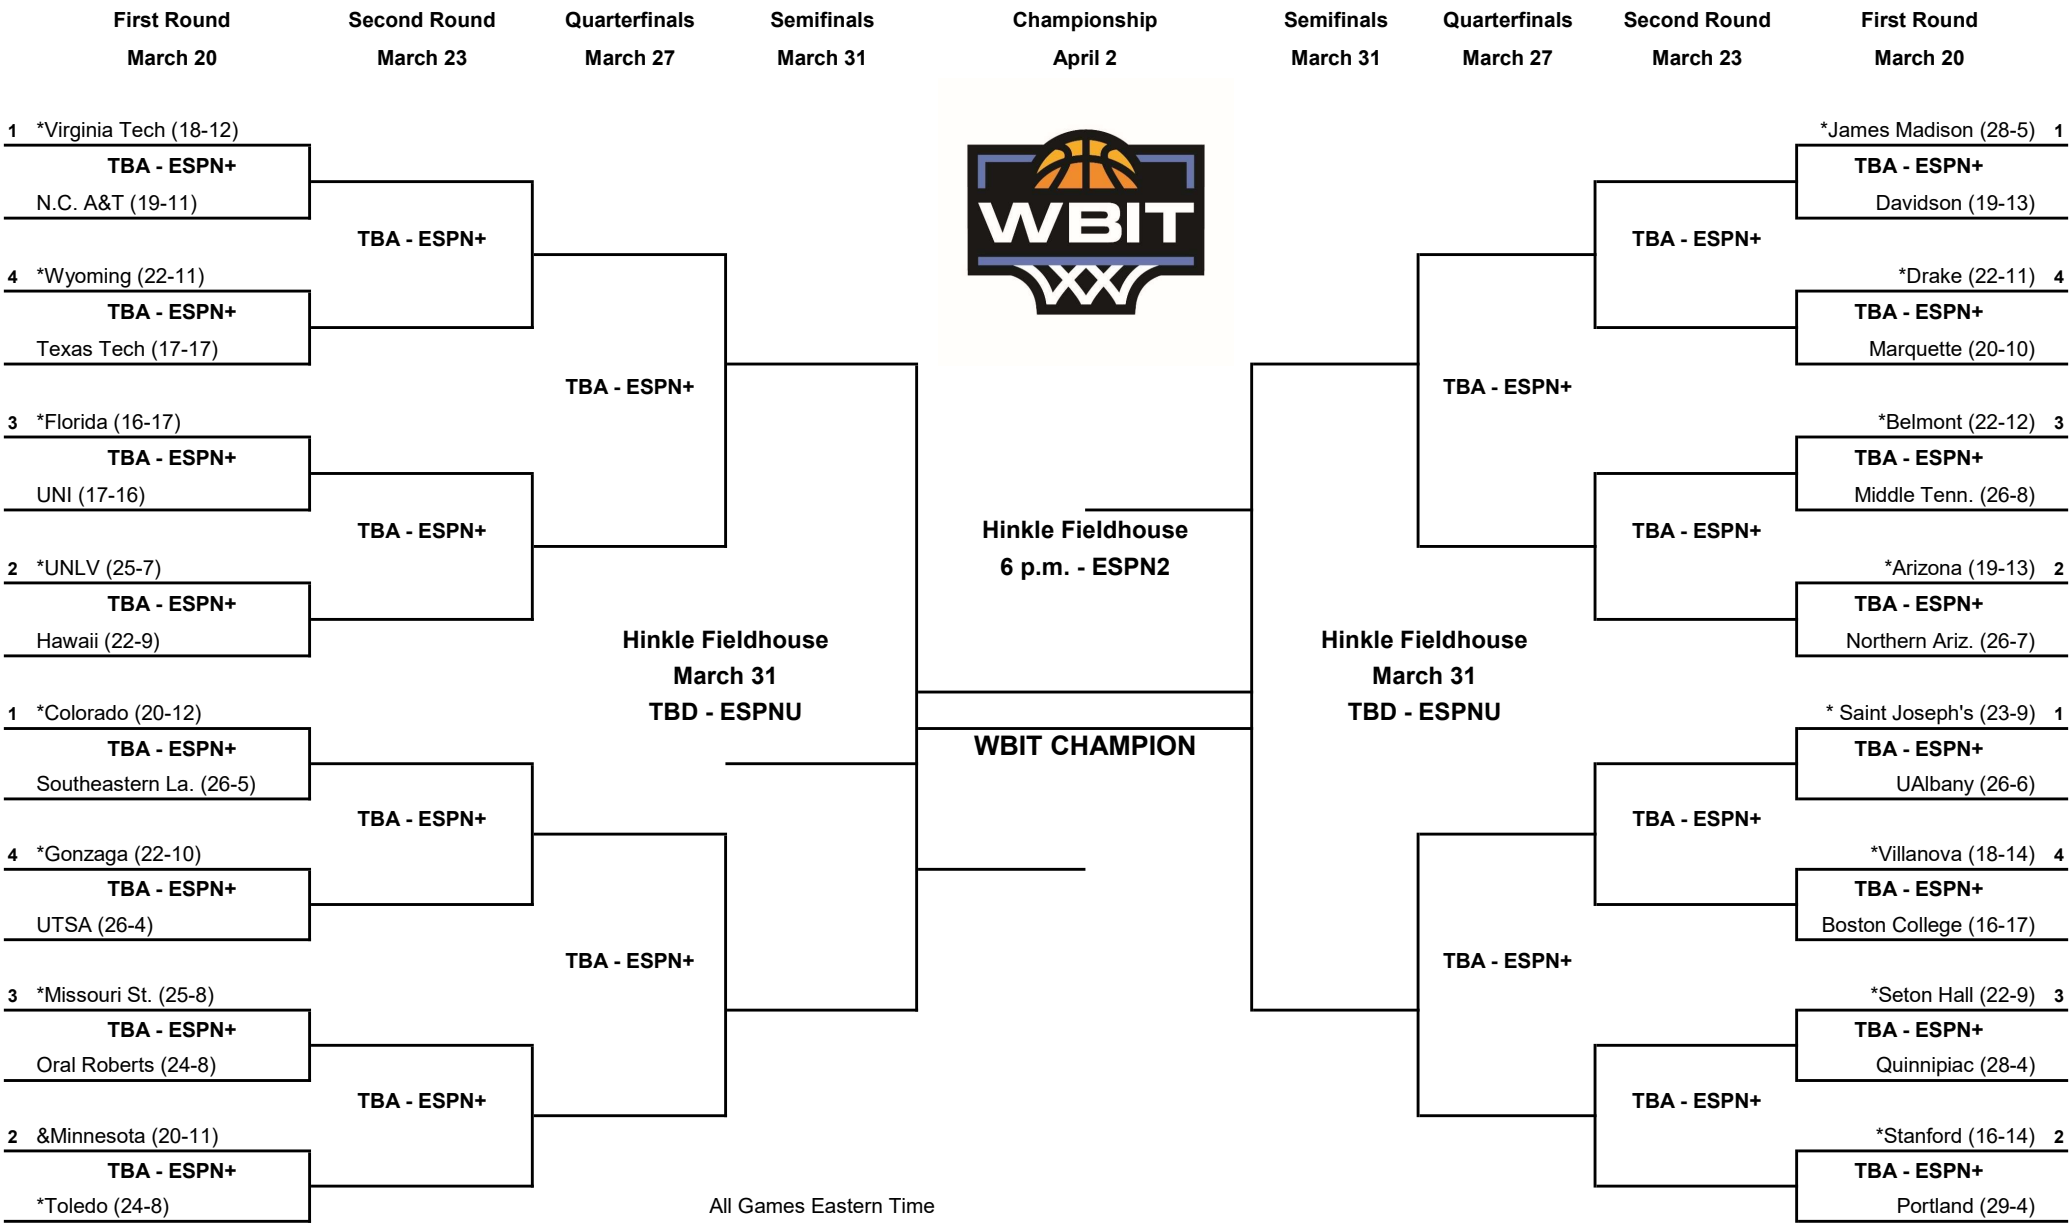 First Round Second Round Quarterfinals Semifinals Championship Semifinals Quarterfinals Second Round First Round
March 20 March 23 March 27 March 31 April 2 March 31 March 27 March 23 March 20
1 *Virginia Tech (18-12)
TBA - ESPN+
N.C. A&T (19-11)
TBA - ESPN+
4 *Wyoming (22-11)
TBA - ESPN+
Texas Tech (17-17)
TBA - ESPN+
3 *Florida (16-17)
TBA - ESPN+
UNI (17-16)
TBA - ESPN+
2 *UNLV (25-7)
TBA - ESPN+
Hawaii (22-9)
Hinkle Fieldhouse
March 31
TBD - ESPNU
1 *Colorado (20-12)
TBA - ESPN+
Southeastern La. (26-5)
TBA - ESPN+
4 *Gonzaga (22-10)
TBA - ESPN+
UTSA (26-4)
TBA - ESPN+
3 *Missouri St. (25-8)
TBA - ESPN+
Oral Roberts (24-8)
TBA - ESPN+
2 &Minnesota (20-11)
TBA - ESPN+
*Toledo (24-8)
WBIT
Hinkle Fieldhouse
6 p.m. - ESPN2
WBIT CHAMPION
All Games Eastern Time
*James Madison (28-5) 1
TBA - ESPN+
Davidson (19-13)
TBA - ESPN+
*Drake (22-11) 4
TBA - ESPN+
Marquette (20-10)
TBA - ESPN+
*Belmont (22-12) 3
TBA - ESPN+
Middle Tenn. (26-8)
TBA - ESPN+
*Arizona (19-13) 2
TBA - ESPN+
Northern Ariz. (26-7)
Hinkle Fieldhouse
March 31
TBD - ESPNU
* Saint Joseph's (23-9) 1
TBA - ESPN+
UAlbany (26-6)
TBA - ESPN+
*Villanova (18-14) 4
TBA - ESPN+
Boston College (16-17)
TBA - ESPN+
*Seton Hall (22-9) 3
TBA - ESPN+
Quinnipiac (28-4)
TBA - ESPN+
*Stanford (16-14) 2
TBA - ESPN+
Portland (29-4)